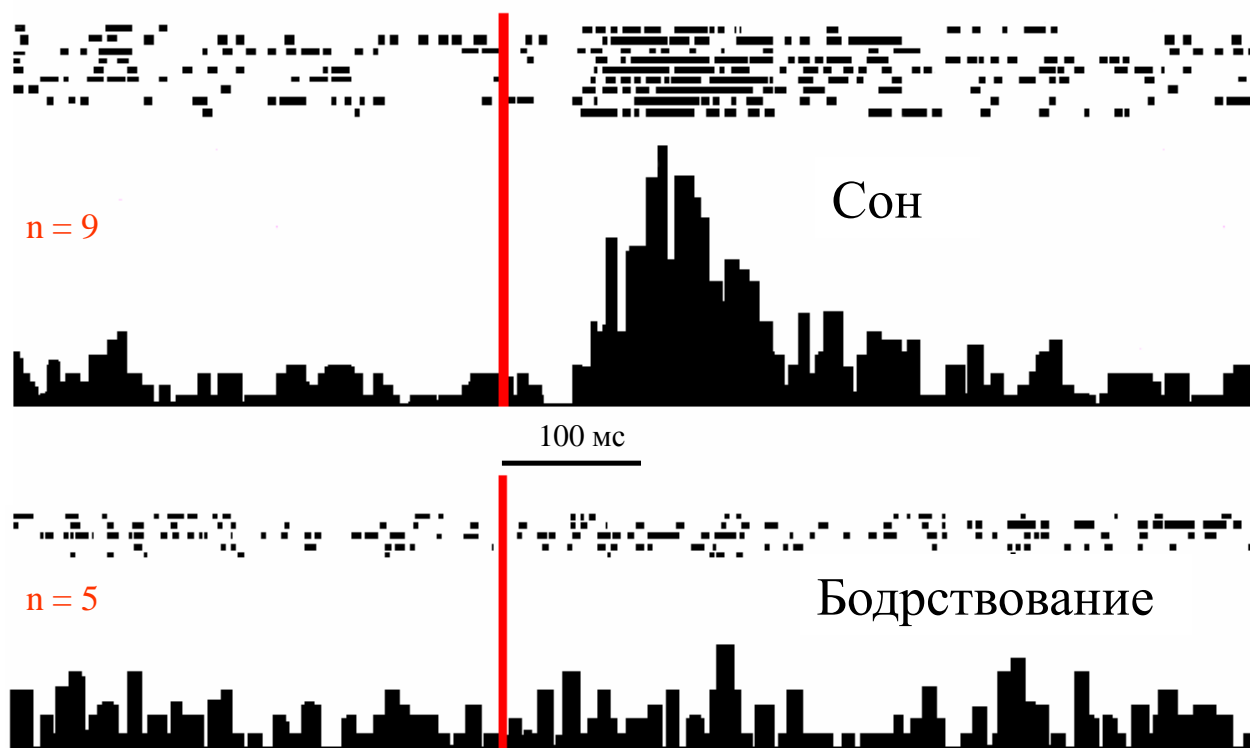 Сон
n = 9
100 мс
n = 5
Бодрствование